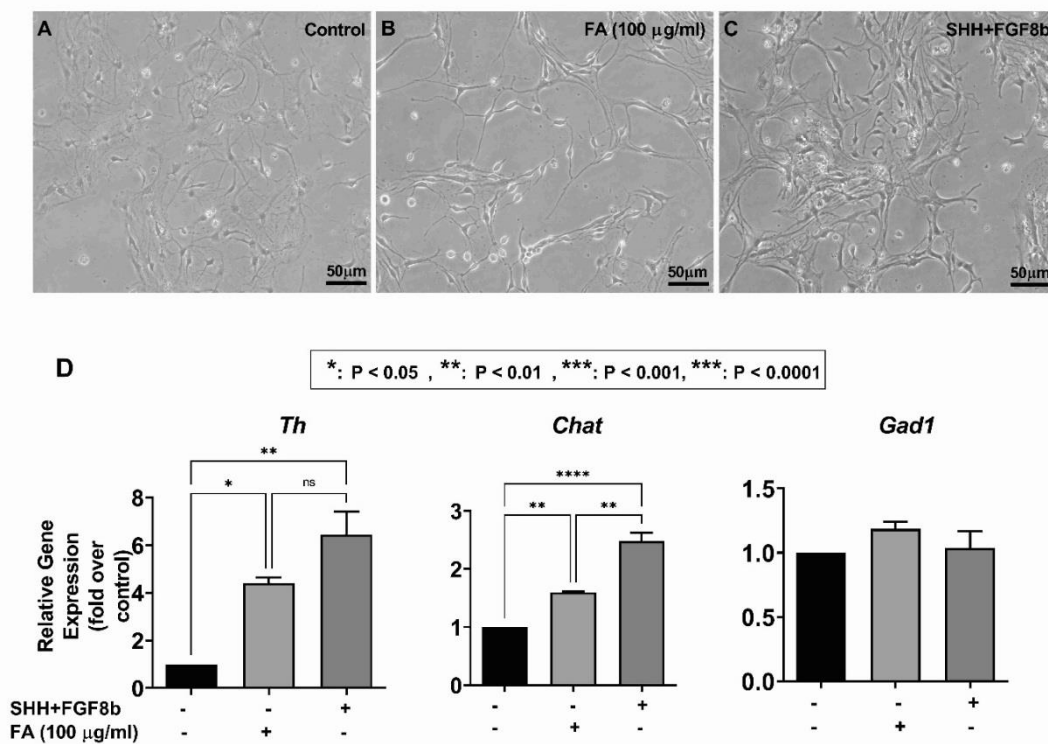 A Control
B FA (100 μg/ml)
C SHH+FGF8b
50μm
50μm
50μm
D
*: P < 0.05 , **: P < 0.01 , ***: P < 0.001, ***: P < 0.0001
Th
Relative Gene
Expression
(fold over
control)
8
6
4
2
0
**
*
ns
Chat
3
2
1
0
****
**
**
Gad1
1.5
1.0
0.5
0.0
SHH+FGF8b - - + - - + - - +
FA (100 μg/ml) - + - - + - - + -